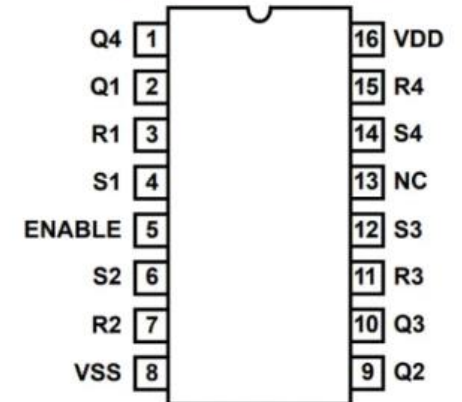 Q4 1 16 VDD
Q1 2 15 R4
R1 3 14 S4
S1 4 13 NC
ENABLE 5 12 S3
S2 6 11 R3
R2 7 10 Q3
VSS 8 9 Q2